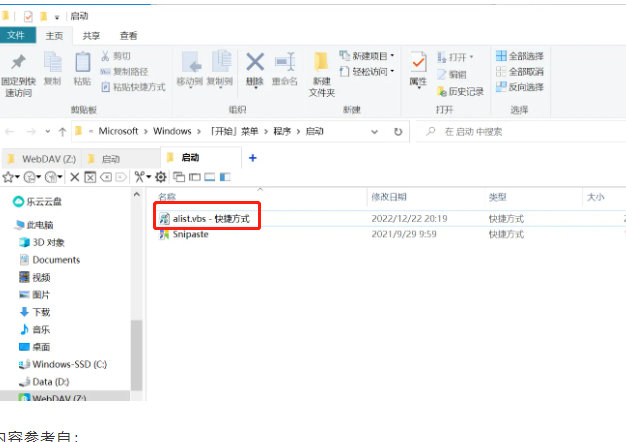 启动
文件 主页 共享 查看
固定到快速访问
复制
粘贴
剪切
复制路径
粘贴快捷方式
剪贴板
移动到
复制到
删除
重命名
组织
新建文件夹
新建项目
轻松访问
新建
属性
打开
编辑
历史记录
打开
全部选择
全部取消
反向选择
选择
« Microsoft > Windows > 「开始」菜单 > 程序 > 启动
在 启动 中搜索
WebDAV (Z:) 启动 启动
名称 修改日期 类型 大小
alist.vbs - 快捷方式 2022/12/22 20:19 快捷方式
Snipaste 2021/9/29 9:59 快捷方式
乐云云盘
此电脑
3D 对象
Documents
视频
图片
下载
音乐
桌面
Windows-SSD (C:)
Data (D:)
WebDAV (Z:)
内容参考自：